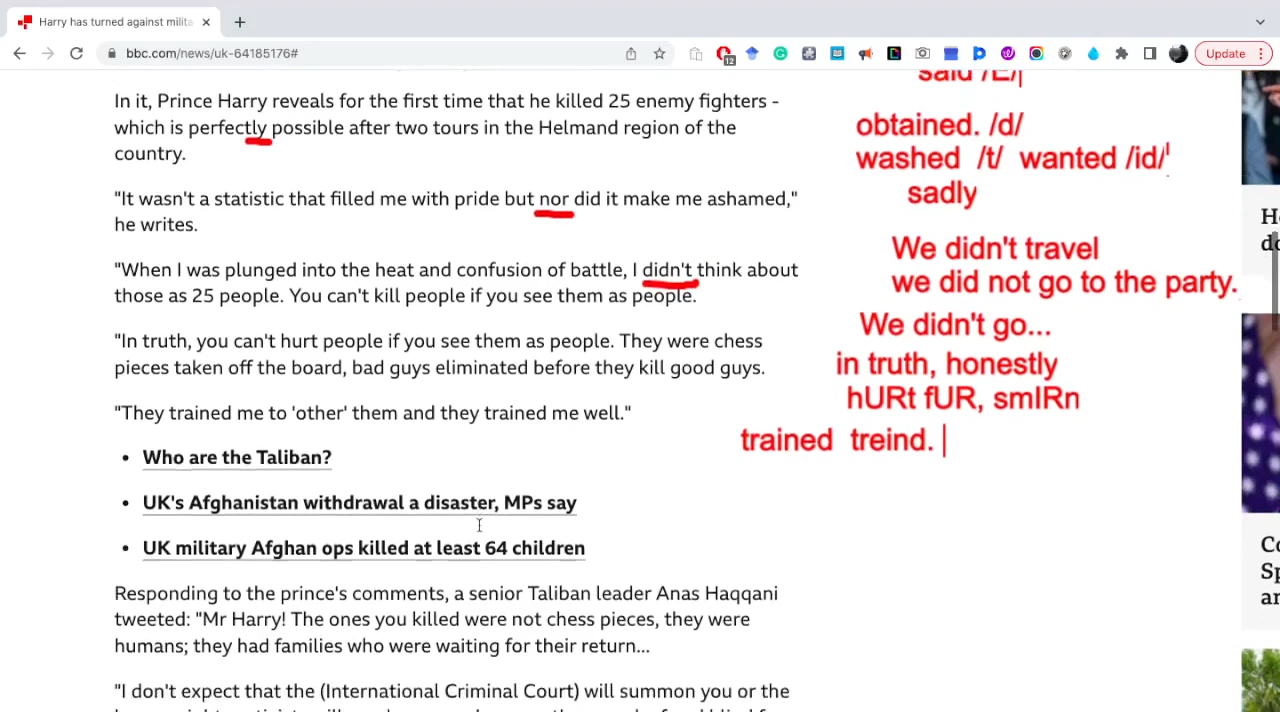 Harry has turned against milita
bbc.com/news/uk-64185176#
12
Update
In it, Prince Harry reveals for the first time that he killed 25 enemy fighters -
which is perfectly possible after two tours in the Helmand region of the
country.
"It wasn't a statistic that filled me with pride but nor did it make me ashamed,"
he writes.
"When I was plunged into the heat and confusion of battle, I didn't think about
those as 25 people. You can't kill people if you see them as people.
"In truth, you can't hurt people if you see them as people. They were chess
pieces taken off the board, bad guys eliminated before they kill good guys.
"They trained me to 'other' them and they trained me well."
• Who are the Taliban?
• UK's Afghanistan withdrawal a disaster, MPs say
• UK military Afghan ops killed at least 64 children
Responding to the prince's comments, a senior Taliban leader Anas Haqqani
tweeted: "Mr Harry! The ones you killed were not chess pieces, they were
humans; they had families who were waiting for their return...
"I don't expect that the (International Criminal Court) will summon you or the
said /E/
obtained. /d/
washed /t/ wanted /id/
sadly
We didn't travel
we did not go to the party.
We didn't go...
in truth, honestly
hURt fUR, smIRn
trained treind.